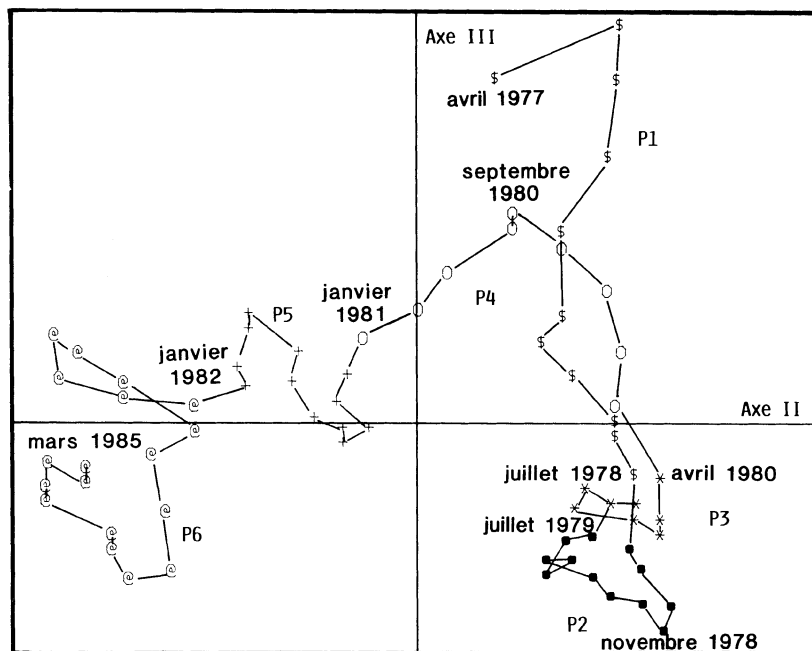 Axe III
avril 1977
P1
septembre
1980
janvier
1981
P4
P5
janvier
1982
Axe II
mars 1985
juillet 1978
avril 1980
juillet 1979
P3
P6
P2
novembre 1978